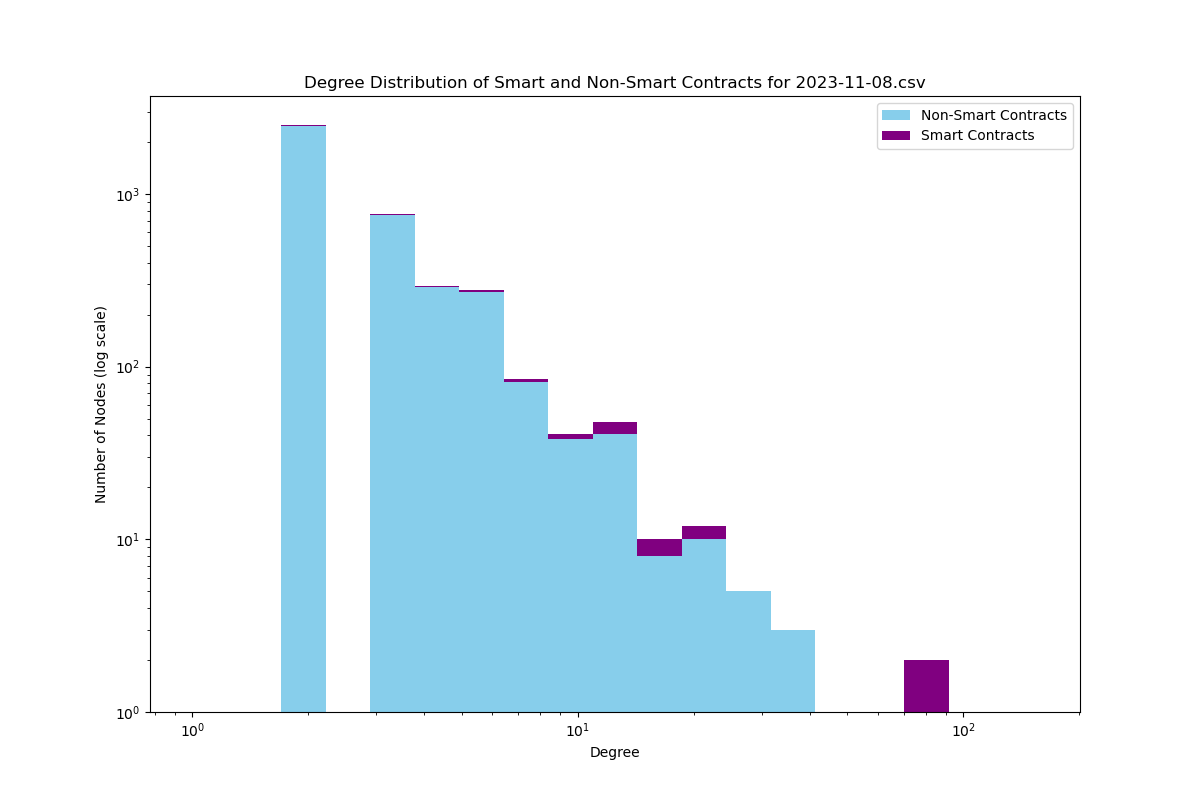 Degree Distribution of Smart and Non-Smart Contracts for 2023-11-08.csv
Non-Smart Contracts
Smart Contracts
Number of Nodes (log scale)
10³
10²
10¹
10⁰
10⁰ 10¹ 10²
Degree